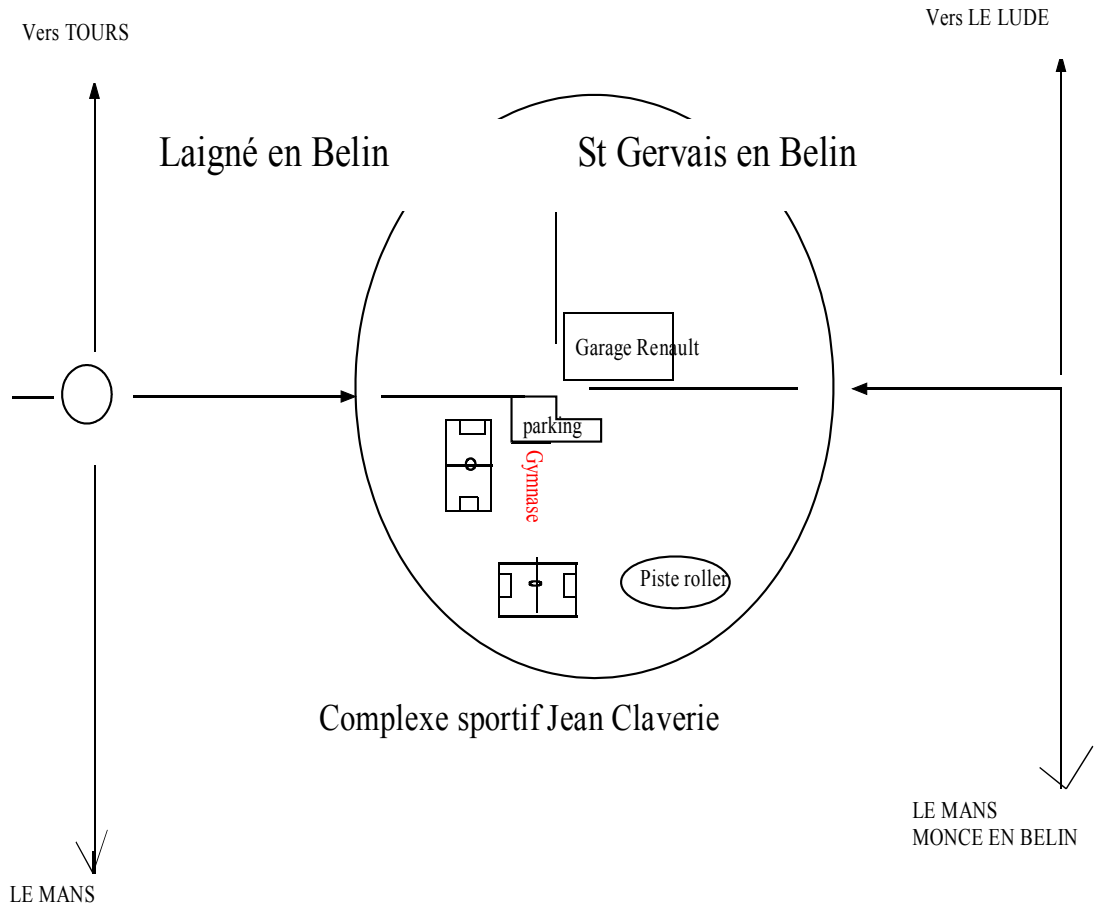 Vers TOURS
Vers LE LUDE
Laigné en Belin
St Gervais en Belin
Garage Renault
parking
Gymnase
Piste roller
Complexe sportif Jean Claverie
LE MANS
MONCE EN BELIN
LE MANS